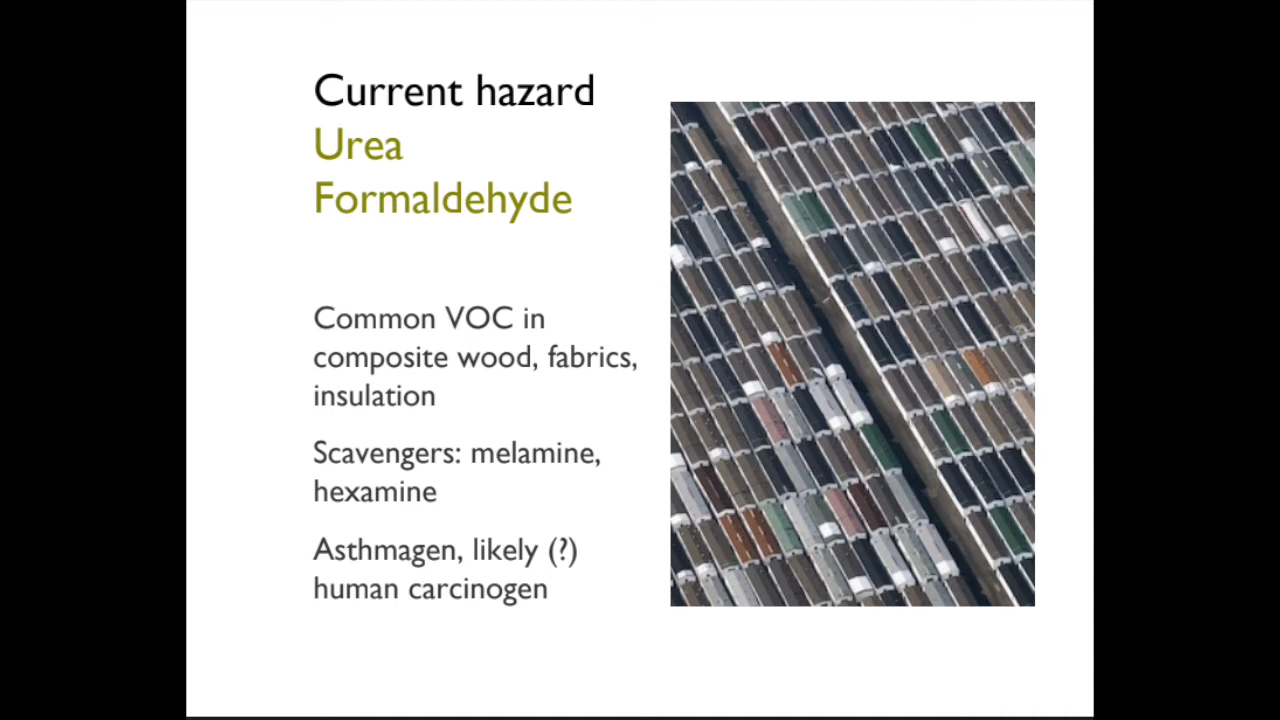 Current hazard
Urea
Formaldehyde
Common VOC in
composite wood, fabrics,
insulation
Scavengers: melamine,
hexamine
Asthmagen, likely (?)
human carcinogen